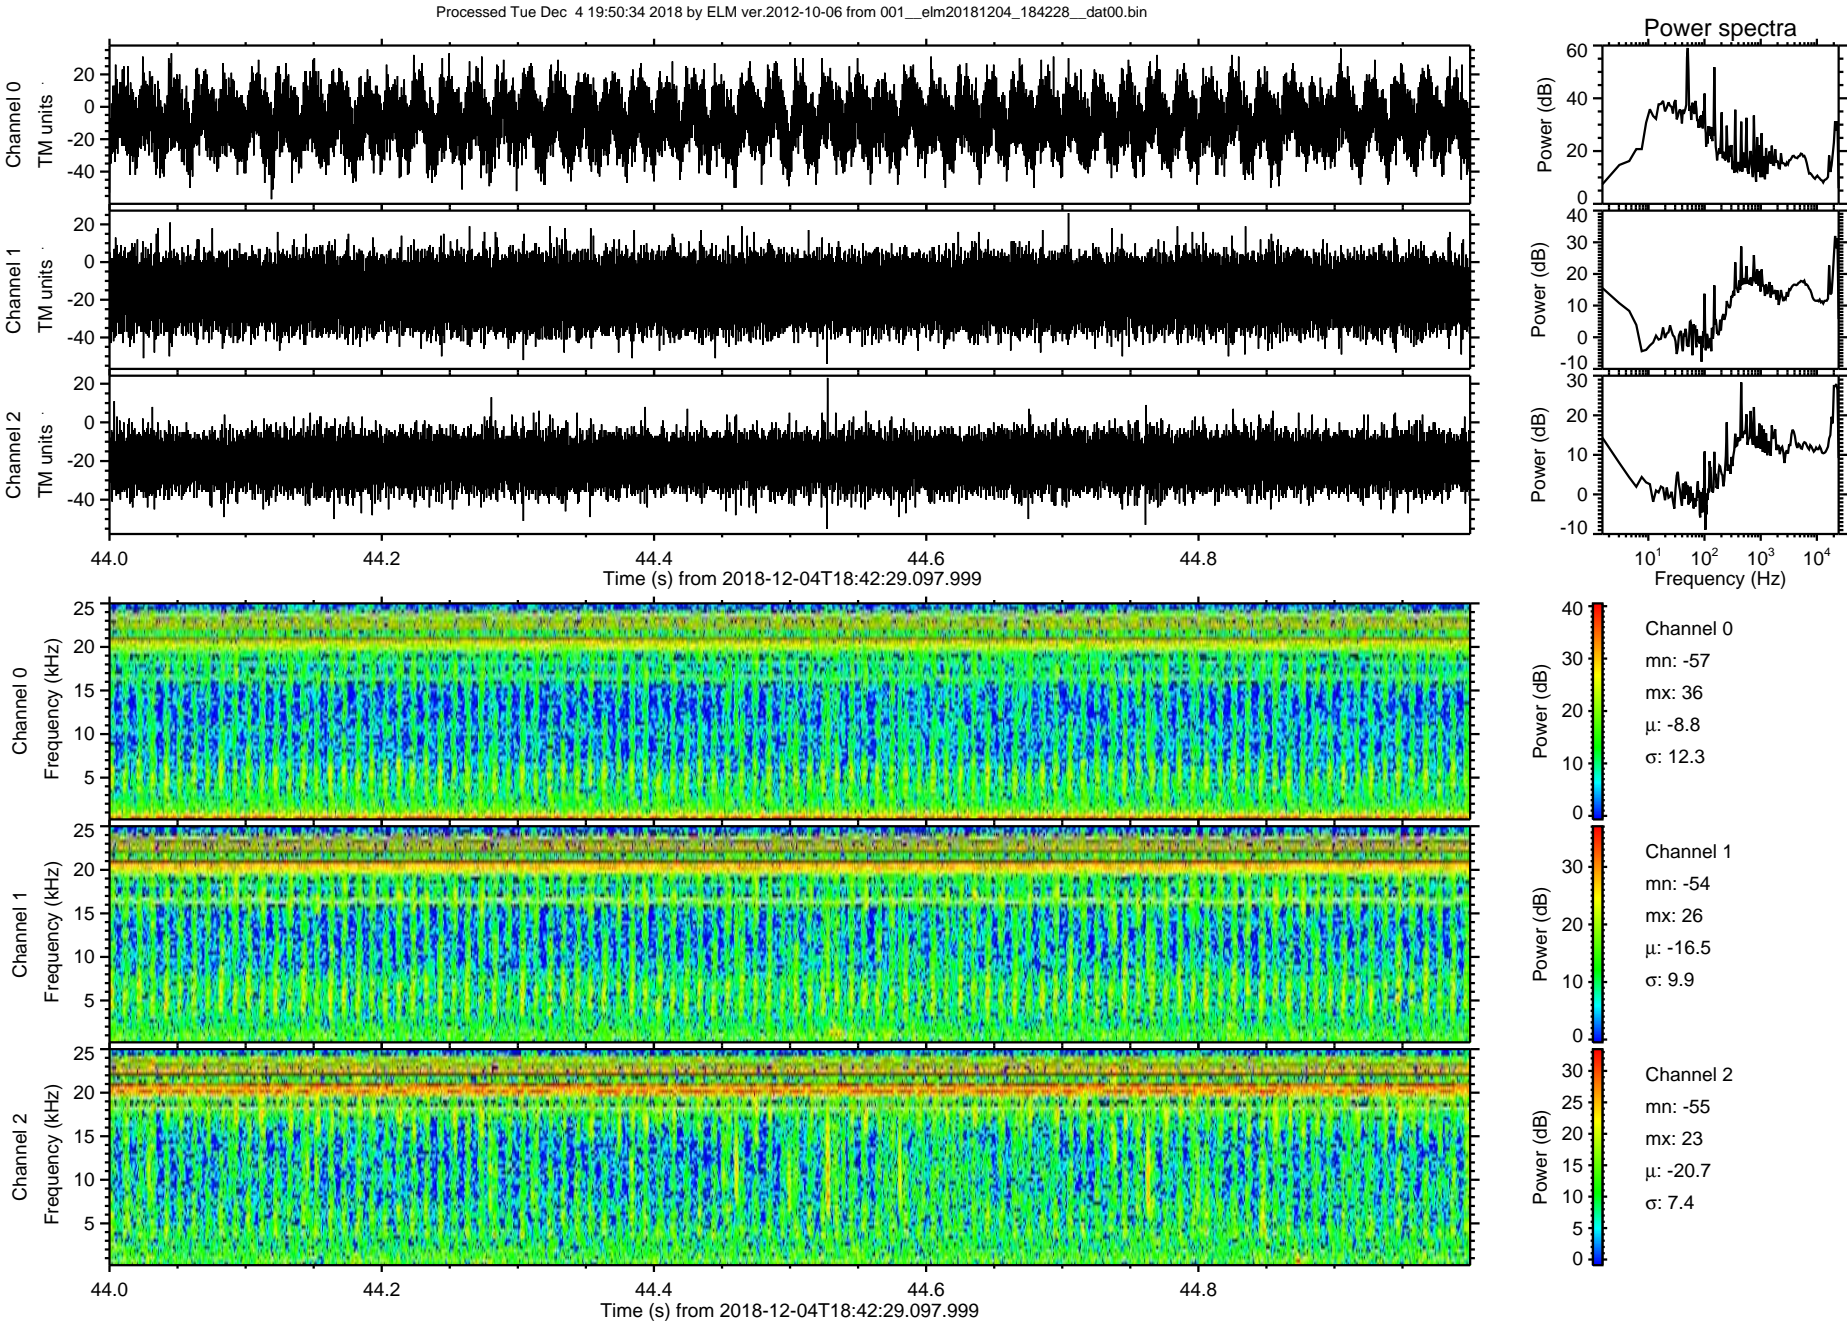 Processed Tue Dec  4 19:50:34 2018 by ELM ver.2012-10-06 from 001__elm20181204_184228__dat00.bin
Power spectra
Channel 0
TM units
20
0
-20
-40
Power (dB)
60
40
20
0
Channel 1
TM units
20
0
-20
-40
Power (dB)
40
30
20
10
0
-10
Channel 2
TM units
20
0
-20
-40
Power (dB)
30
20
10
0
-10
44.0 44.2 44.4 44.6 44.8
Time (s) from 2018-12-04T18:42:29.097.999
10^1 10^2 10^3 10^4
Frequency (Hz)
Channel 0
Frequency (kHz)
25
20
15
10
5
Power (dB)
40
30
20
10
0
Channel 0
mn: -57
mx: 36
μ: -8.8
σ: 12.3
Channel 1
Frequency (kHz)
25
20
15
10
5
Power (dB)
30
20
10
0
Channel 1
mn: -54
mx: 26
μ: -16.5
σ: 9.9
Channel 2
Frequency (kHz)
25
20
15
10
5
Power (dB)
30
25
20
15
10
5
0
Channel 2
mn: -55
mx: 23
μ: -20.7
σ: 7.4
44.0 44.2 44.4 44.6 44.8
Time (s) from 2018-12-04T18:42:29.097.999